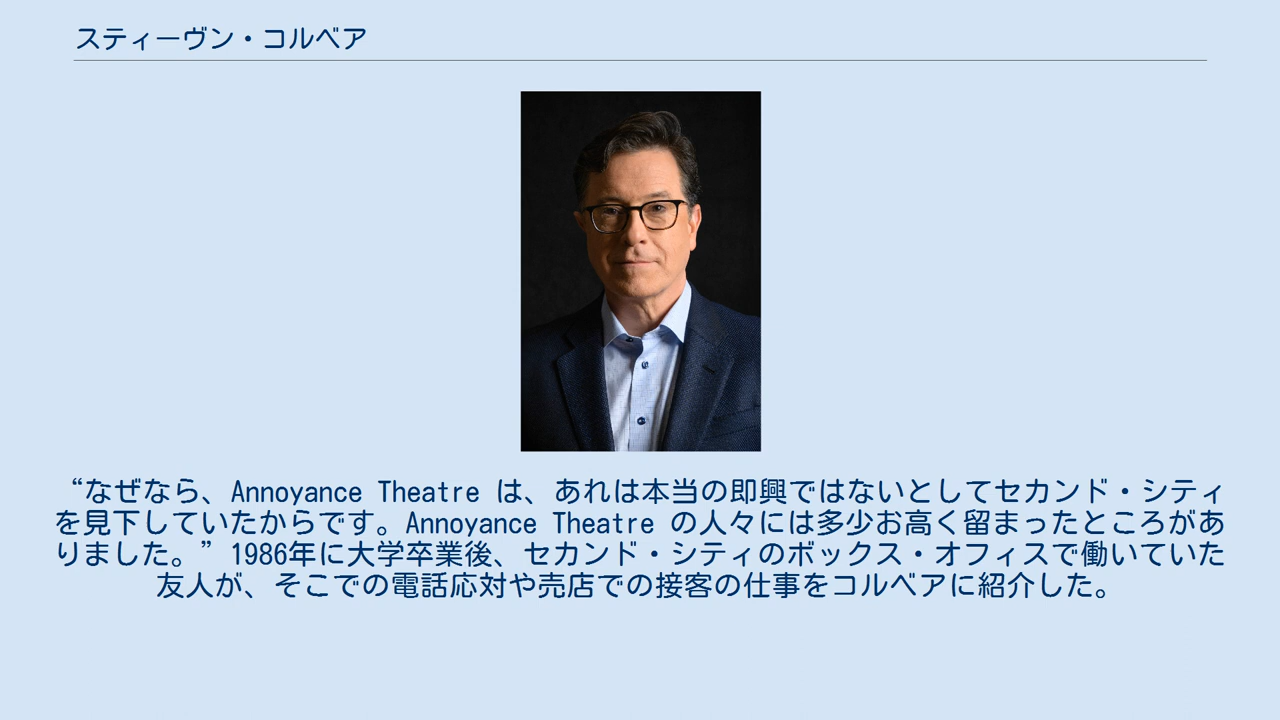 スティーヴン・コルベア
“なぜなら、Annoyance Theatre は、あれは本当の即興ではないとしてセカンド・シティ
を見下していたからです。Annoyance Theatre の人々には多少お高く留まったところがあ
りました。” 1986年に大学卒業後、セカンド・シティのボックス・オフィスで働いていた
友人が、そこでの電話応対や売店での接客の仕事をコルベアに紹介した。